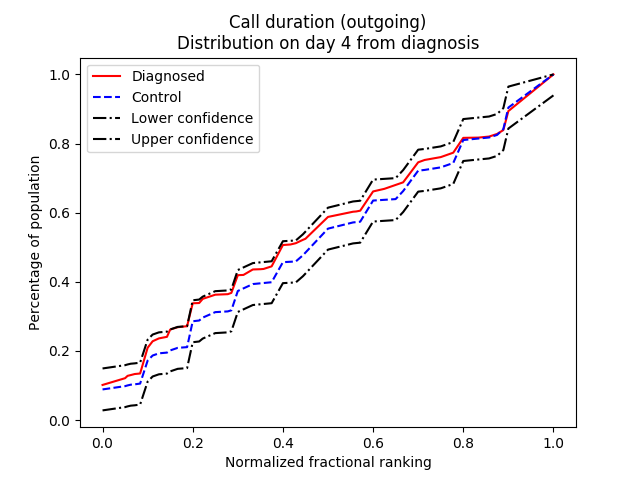 Call duration (outgoing)
Distribution on day 4 from diagnosis
Diagnosed
Control
Lower confidence
Upper confidence
Percentage of population
1.0
0.8
0.6
0.4
0.2
0.0
0.0 0.2 0.4 0.6 0.8 1.0
Normalized fractional ranking